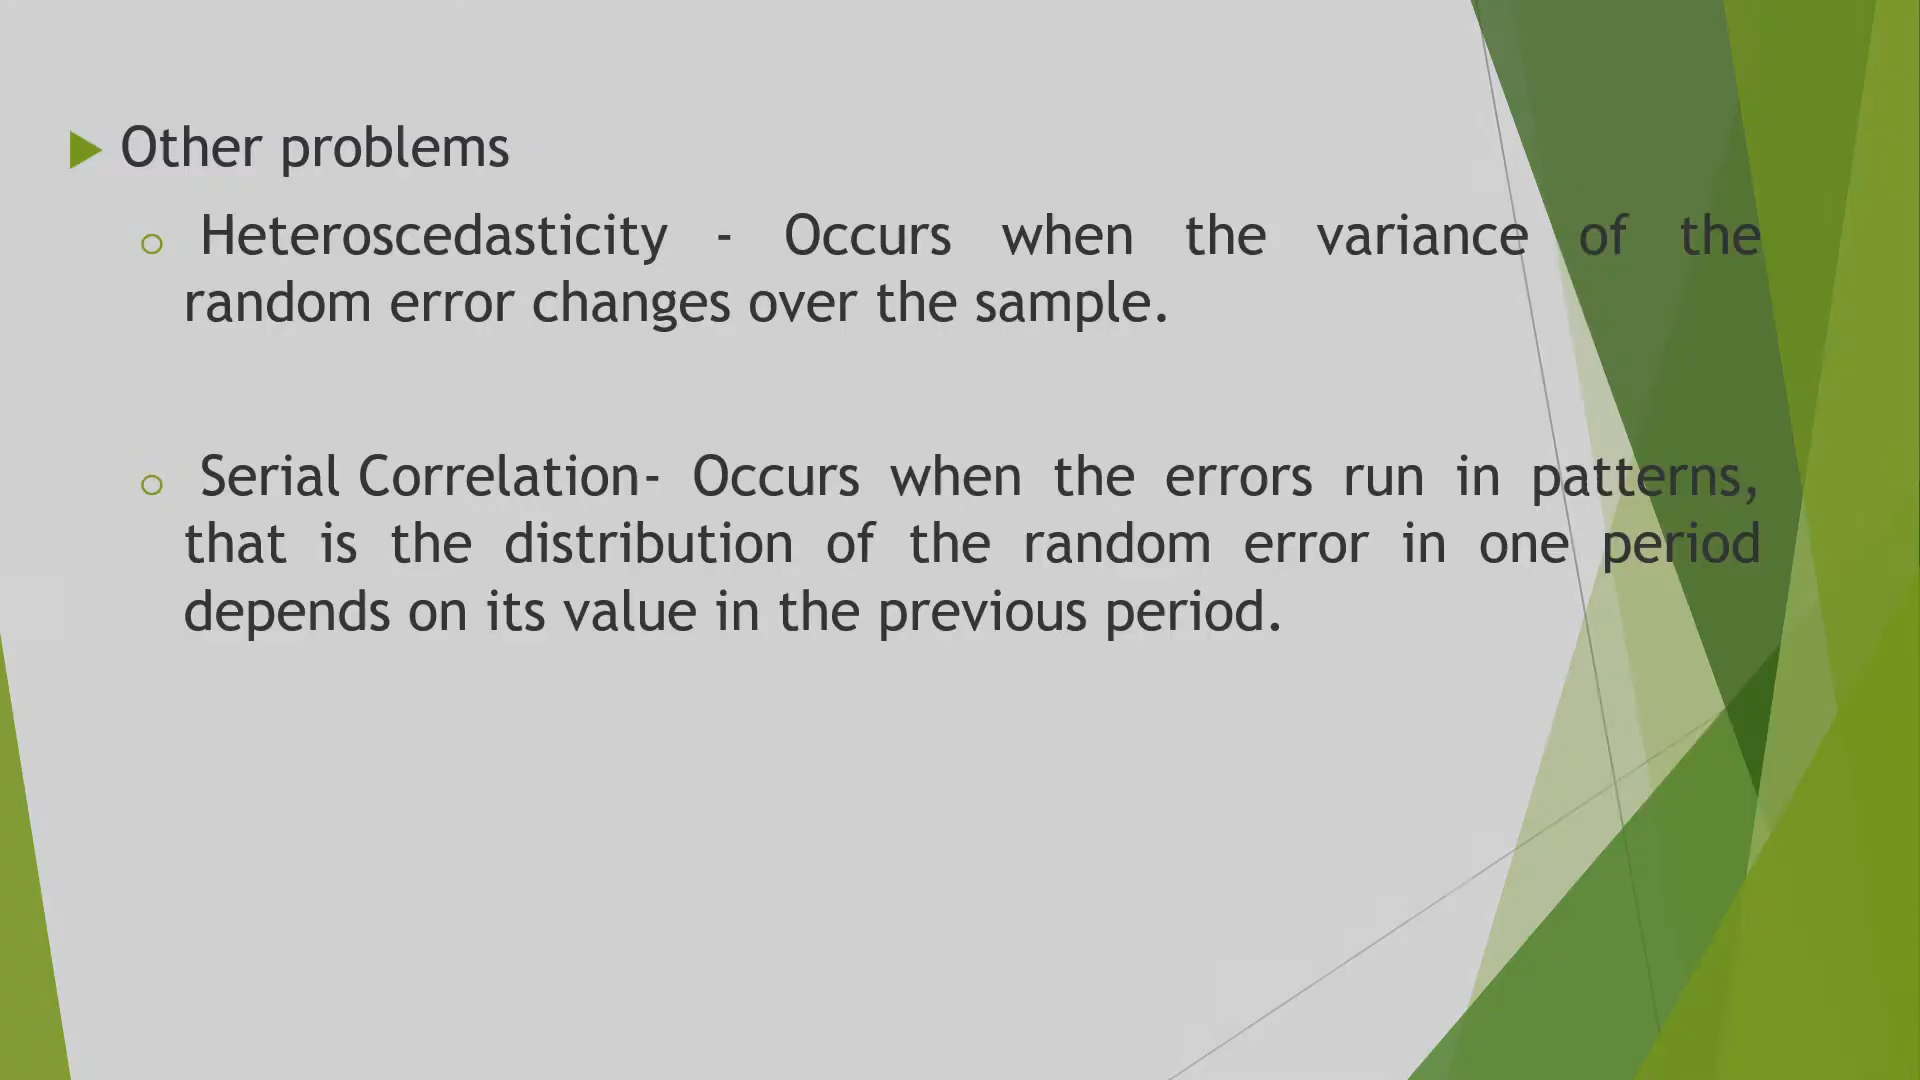 Other problems
Heteroscedasticity - Occurs when the variance of the
random error changes over the sample.
Serial Correlation- Occurs when the errors run in patterns,
that is the distribution of the random error in one period
depends on its value in the previous period.